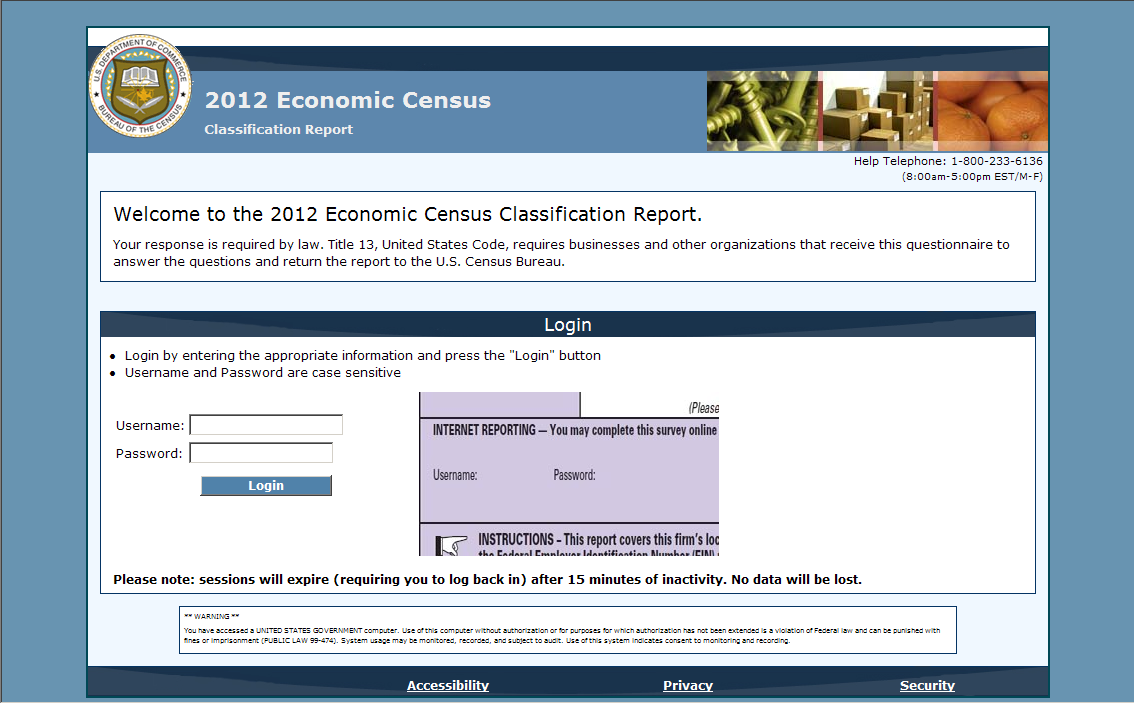 U.S. DEPARTMENT OF COMMERCE
BUREAU OF THE CENSUS
2012 Economic Census
Classification Report
Help Telephone: 1-800-233-6136
(8:00am-5:00pm EST/M-F)
Welcome to the 2012 Economic Census Classification Report.
Your response is required by law. Title 13, United States Code, requires businesses and other organizations that receive this questionnaire to
answer the questions and return the report to the U.S. Census Bureau.
Login
• Login by entering the appropriate information and press the "Login" button
• Username and Password are case sensitive
Username:
Password:
Login
(Please
INTERNET REPORTING — You may complete this survey online
Username: Password:
INSTRUCTIONS – This report covers this firm's loc
the Federal Employer Identification Number (EIN)
Please note: sessions will expire (requiring you to log back in) after 15 minutes of inactivity. No data will be lost.
** WARNING **
You have accessed a UNITED STATES GOVERNMENT computer. Use of this computer without authorization or for purposes for which authorization has not been extended is a violation of Federal law and can be punished with
fines or imprisonment (PUBLIC LAW 99-474). System usage may be monitored, recorded, and subject to audit. Use of this system indicates consent to monitoring and recording.
Accessibility Privacy Security